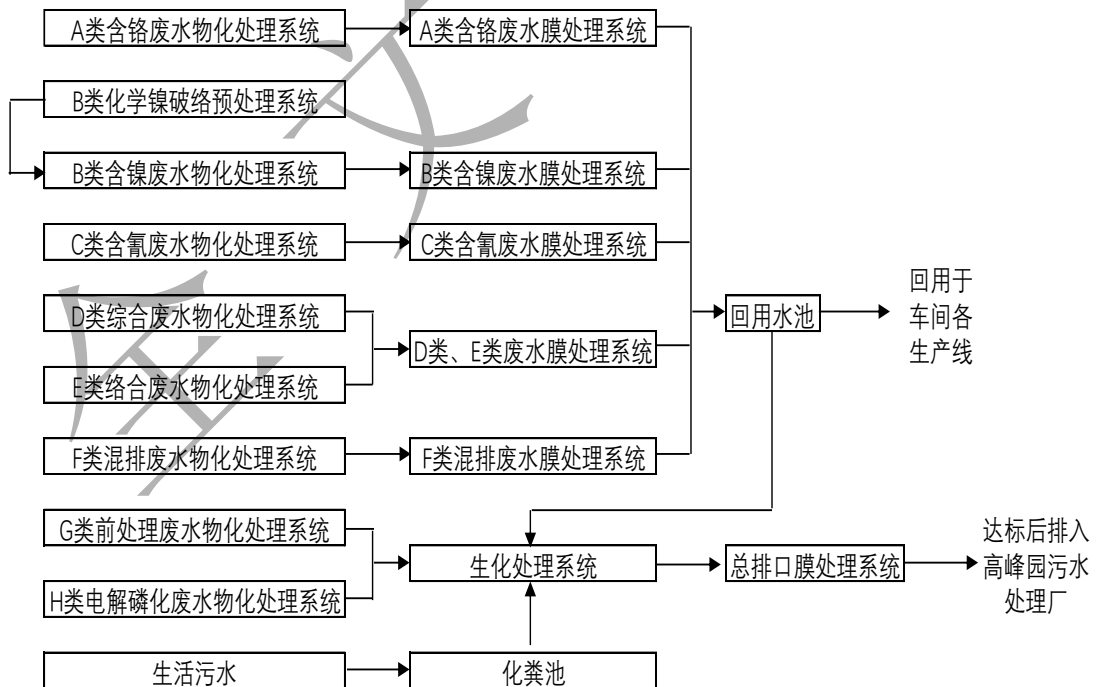 A类含铬废水物化处理系统
A类含铬废水膜处理系统
B类化学镍破络预处理系统
B类含镍废水物化处理系统
B类含镍废水膜处理系统
C类含氰废水物化处理系统
C类含氰废水膜处理系统
D类综合废水物化处理系统
E类络合废水物化处理系统
D类、E类废水膜处理系统
F类混排废水物化处理系统
F类混排废水膜处理系统
回用水池
回用于
车间各
生产线
G类前处理废水物化处理系统
H类电解磷化废水物化处理系统
生化处理系统
总排口膜处理系统
达标后排入
高峰园污水
处理厂
生活污水
化粪池
全文